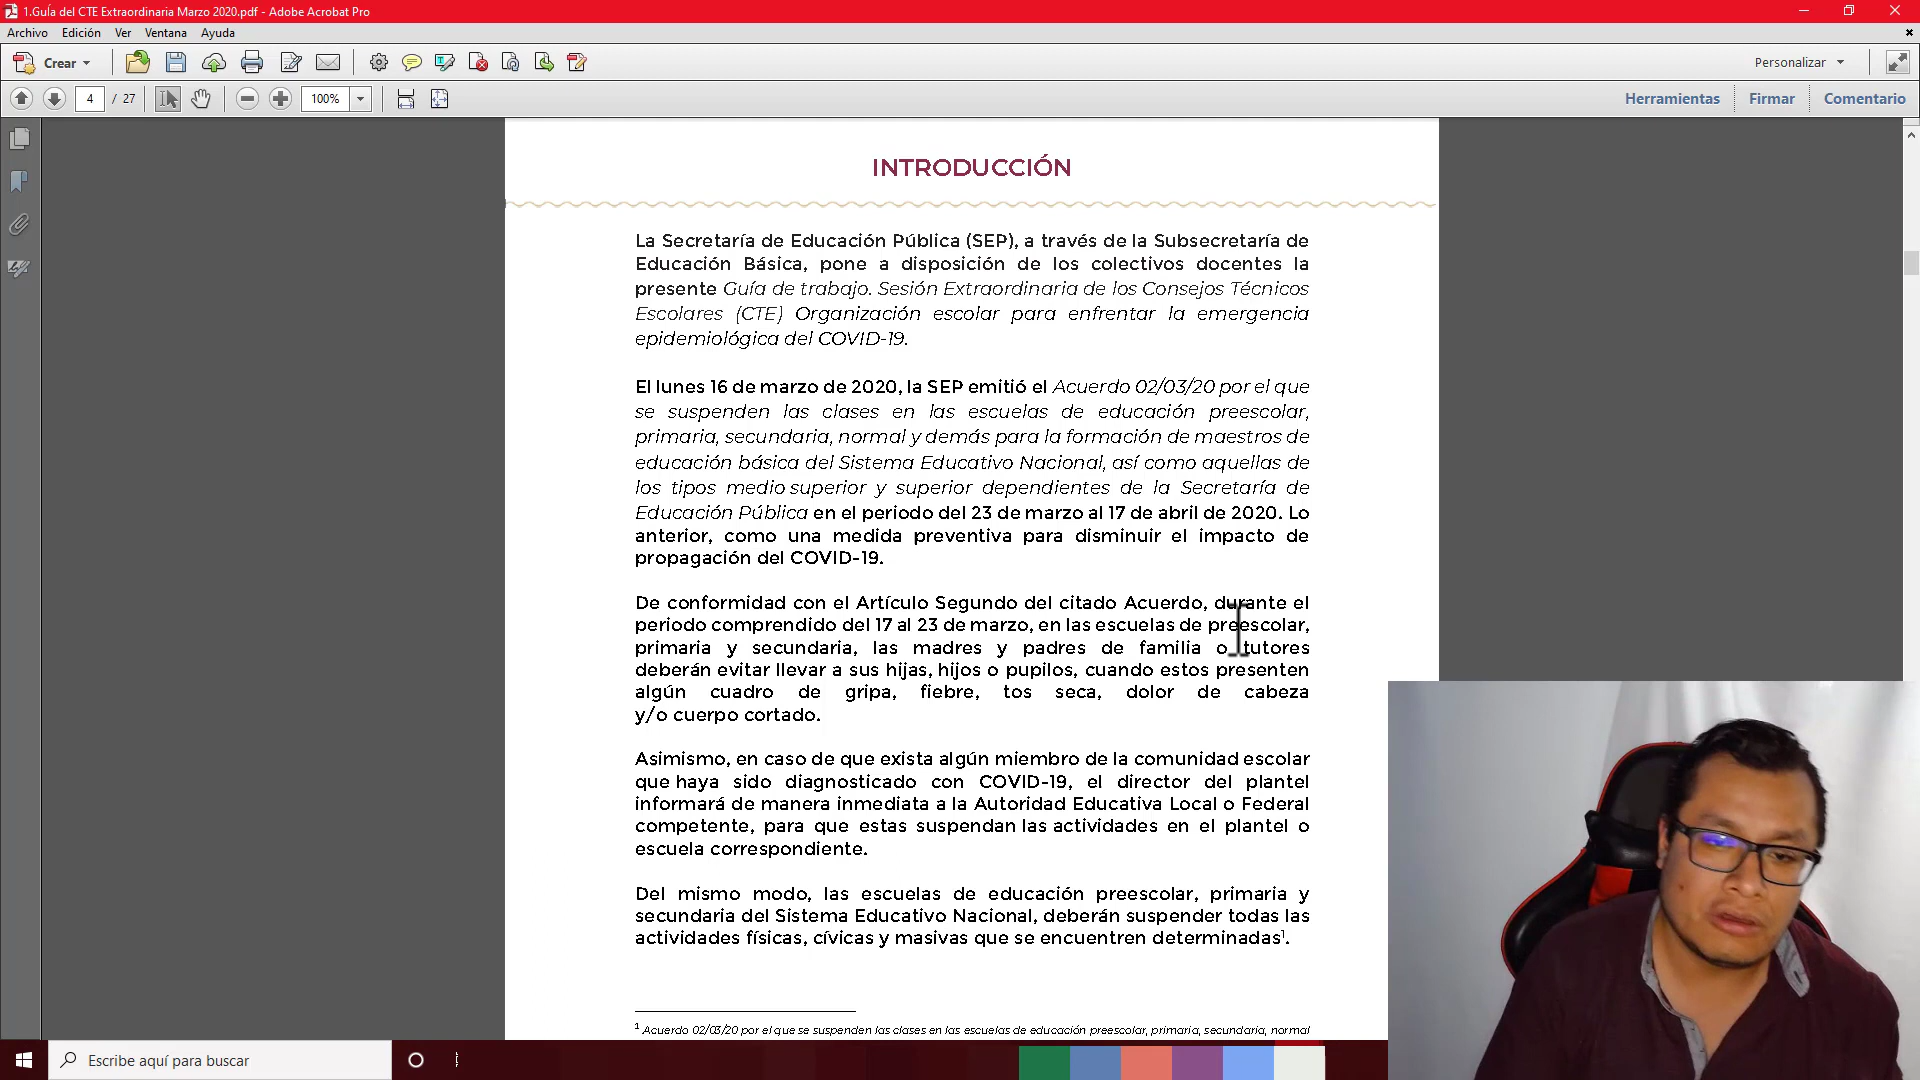 1.Guía del CTE Extraordinaria Marzo 2020.pdf - Adobe Acrobat Pro
Archivo Edición Ver Ventana Ayuda
Crear
Personalizar
4 / 27
100%
Herramientas Firmar Comentario
INTRODUCCIÓN
La Secretaría de Educación Pública (SEP), a través de la Subsecretaría de
Educación Básica, pone a disposición de los colectivos docentes la
presente Guía de trabajo. Sesión Extraordinaria de los Consejos Técnicos
Escolares (CTE) Organización escolar para enfrentar la emergencia
epidemiológica del COVID-19.
El lunes 16 de marzo de 2020, la SEP emitió el Acuerdo 02/03/20 por el que
se suspenden las clases en las escuelas de educación preescolar,
primaria, secundaria, normal y demás para la formación de maestros de
educación básica del Sistema Educativo Nacional, así como aquellas de
los tipos medio superior y superior dependientes de la Secretaría de
Educación Pública en el periodo del 23 de marzo al 17 de abril de 2020. Lo
anterior, como una medida preventiva para disminuir el impacto de
propagación del COVID-19.
De conformidad con el Artículo Segundo del citado Acuerdo, durante el
periodo comprendido del 17 al 23 de marzo, en las escuelas de preescolar,
primaria y secundaria, las madres y padres de familia o tutores
deberán evitar llevar a sus hijas, hijos o pupilos, cuando estos presenten
algún cuadro de gripa, fiebre, tos seca, dolor de cabeza
y/o cuerpo cortado.
Asimismo, en caso de que exista algún miembro de la comunidad escolar
que haya sido diagnosticado con COVID-19, el director del plantel
informará de manera inmediata a la Autoridad Educativa Local o Federal
competente, para que estas suspendan las actividades en el plantel o
escuela correspondiente.
Del mismo modo, las escuelas de educación preescolar, primaria y
secundaria del Sistema Educativo Nacional, deberán suspender todas las
actividades físicas, cívicas y masivas que se encuentren determinadas¹.
¹ Acuerdo 02/03/20 por el que se suspenden las clases en las escuelas de educación preescolar, primaria, secundaria, normal
Escribe aquí para buscar